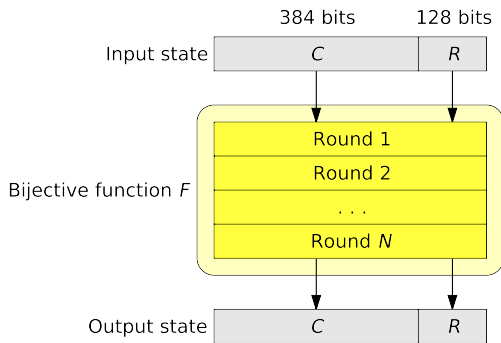 384 bits 128 bits
Input state C R
Round 1
Round 2
Bijective function F
. . .
Round N
Output state C R